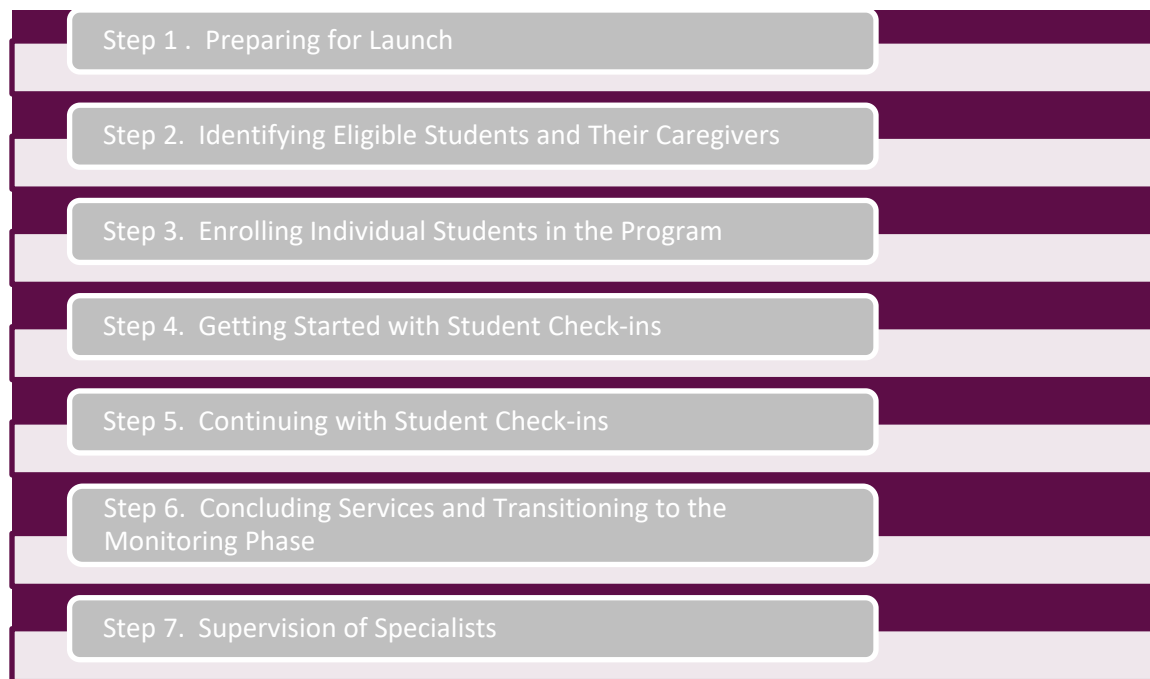 Step 1 . Preparing for Launch
Step 2. Identifying Eligible Students and Their Caregivers
Step 3. Enrolling Individual Students in the Program
Step 4. Getting Started with Student Check-ins
Step 5. Continuing with Student Check-ins
Step 6. Concluding Services and Transitioning to the
Monitoring Phase
Step 7. Supervision of Specialists